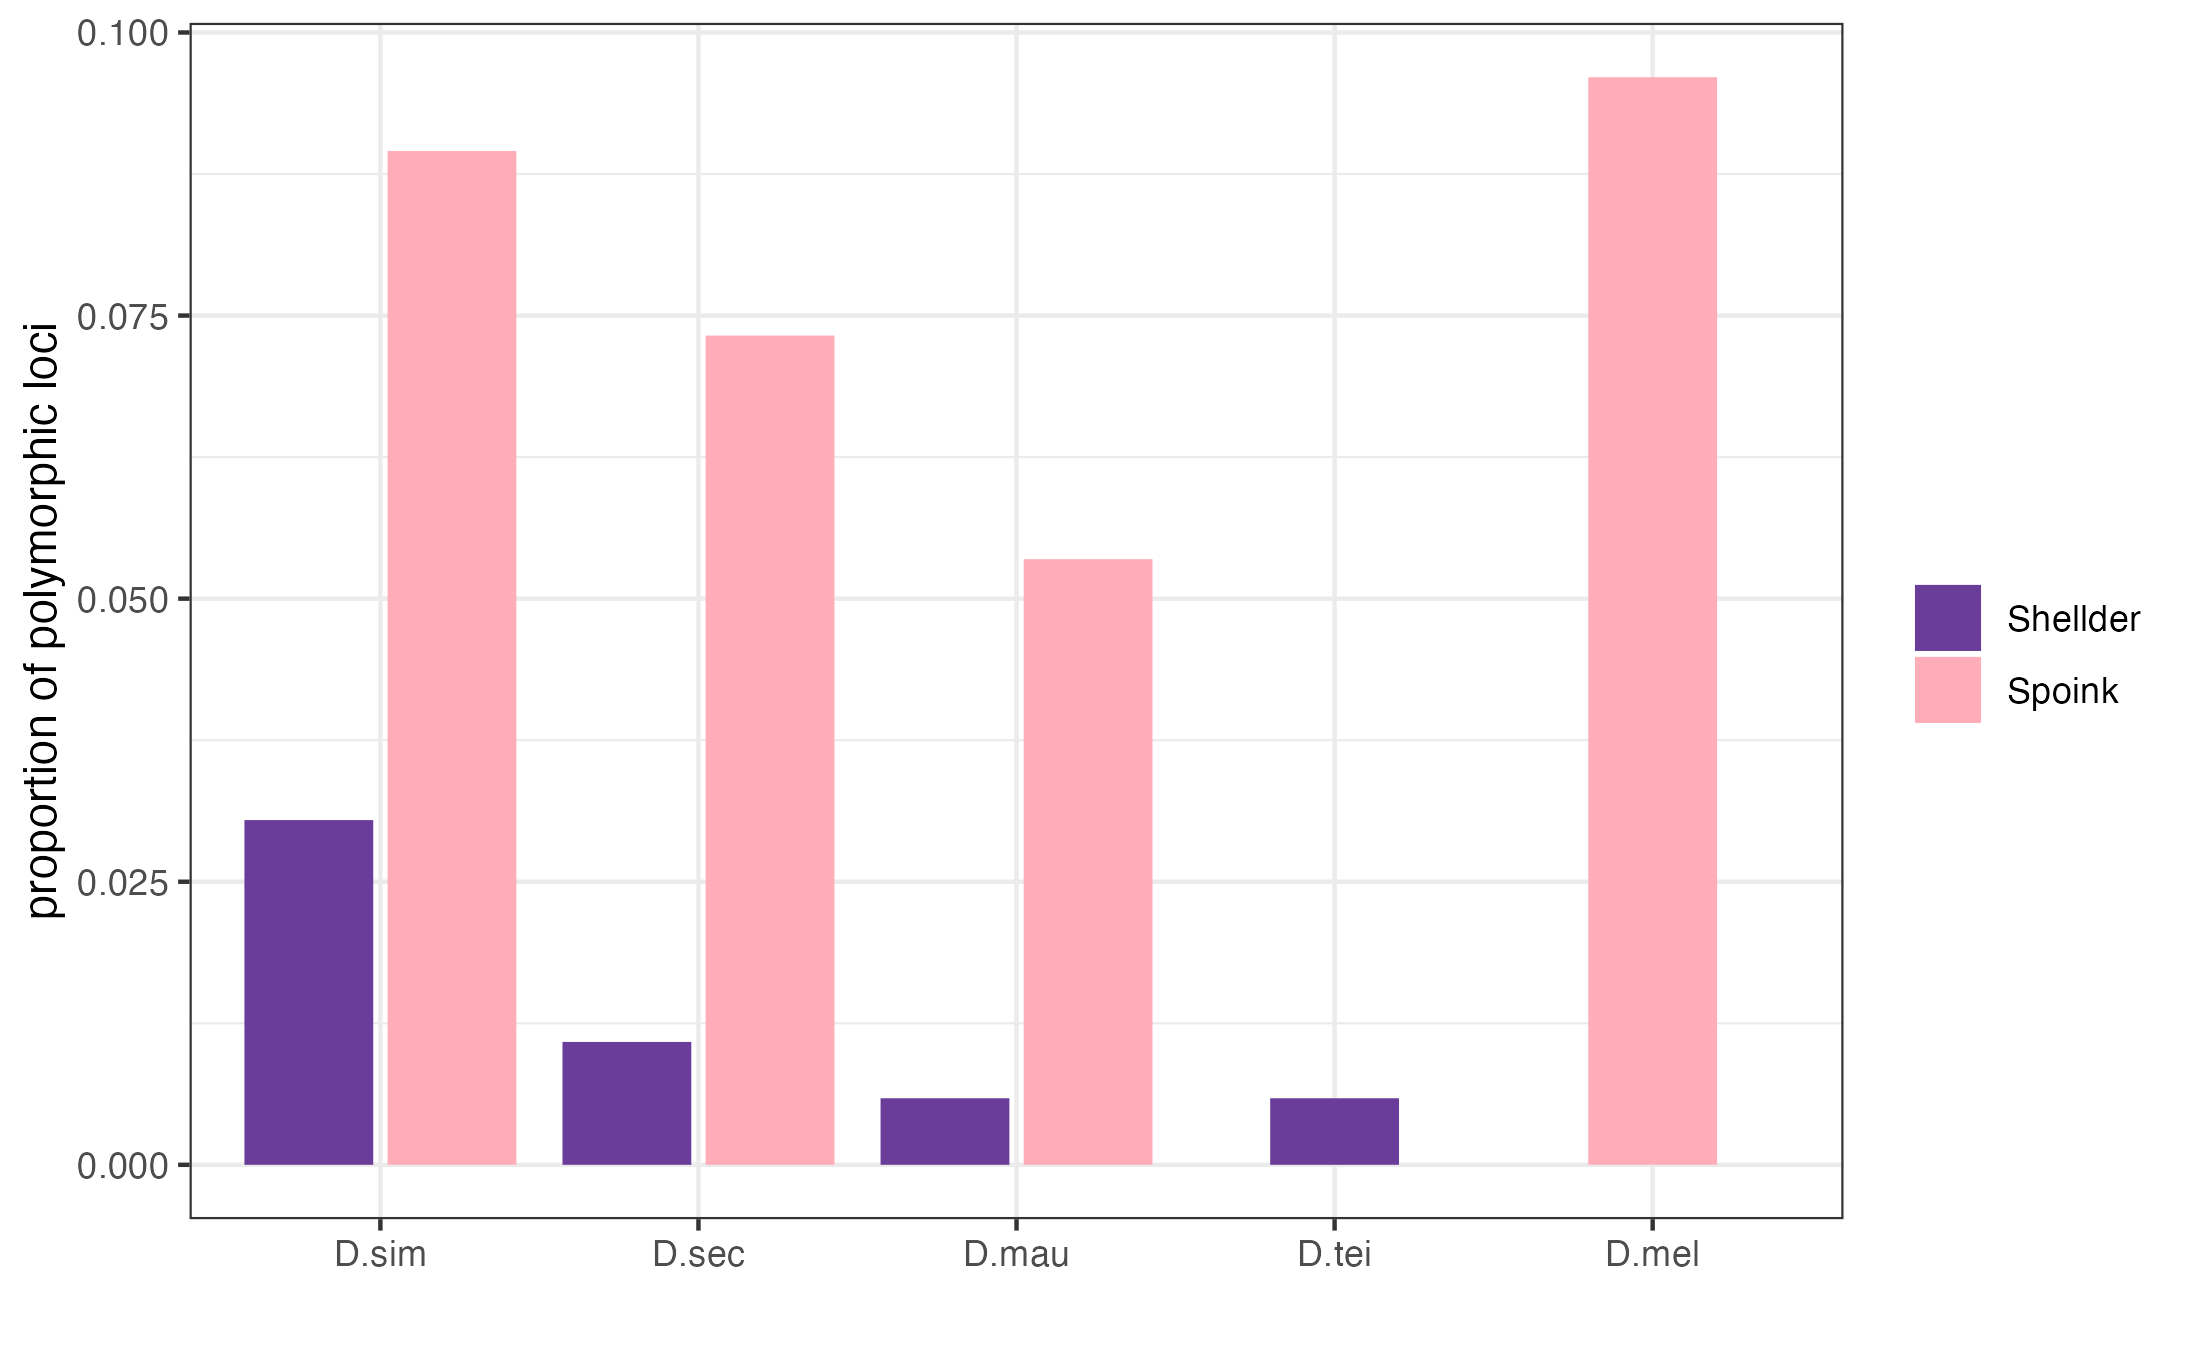 proportion of polymorphic loci
0.100
0.075
0.050
0.025
0.000
D.sim
D.sec
D.mau
D.tei
D.mel
Shellder
Spoink